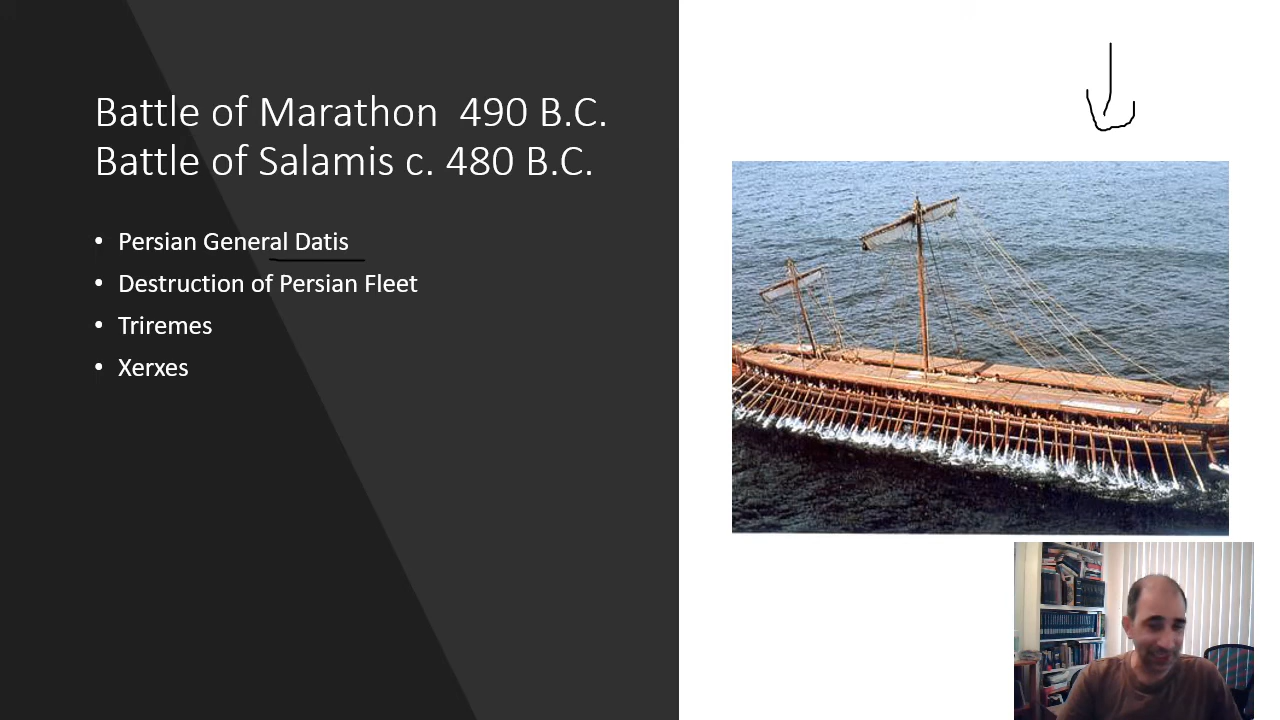 Battle of Marathon  490 B.C.
Battle of Salamis c. 480 B.C.
• Persian General Datis
• Destruction of Persian Fleet
• Triremes
• Xerxes